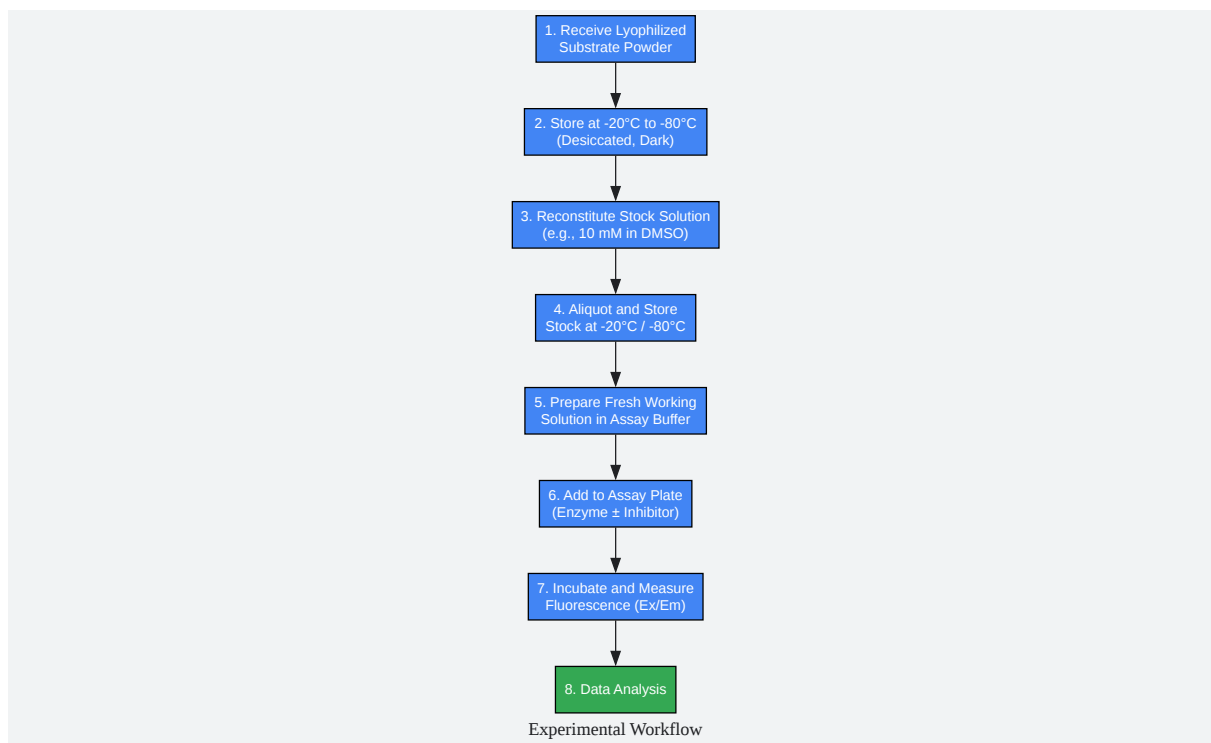 1. Receive Lyophilized
Substrate Powder
2. Store at -20°C to -80°C
(Desiccated, Dark)
3. Reconstitute Stock Solution
(e.g., 10 mM in DMSO)
4. Aliquot and Store
Stock at -20°C / -80°C
5. Prepare Fresh Working
Solution in Assay Buffer
6. Add to Assay Plate
(Enzyme ± Inhibitor)
7. Incubate and Measure
Fluorescence (Ex/Em)
8. Data Analysis
Experimental Workflow